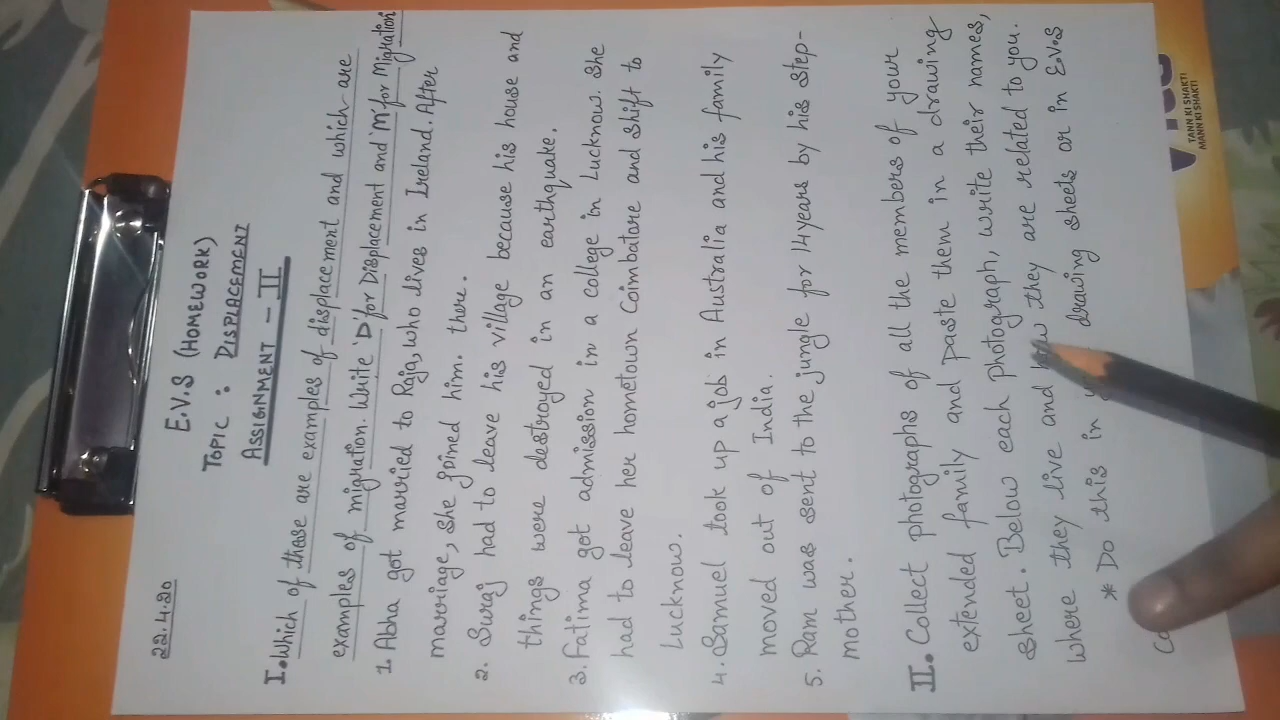 22.4.20
E.V.S (HOMEWORK)
TOPIC : DISPLACEMENT
ASSIGNMENT - II
I. Which of these are examples of displacement and which are
examples of migration. Write 'D' for Displacement and 'M' for Migration
1. Abha got married to Raja, who lives in Ireland. After
marriage, she joined him. there.
2. Suraj had to leave his village because his house and
things were destroyed in an earthquake.
3. Fatima got admission in a college in Lucknow. She
had to leave her hometown Coimbatore and shift to
Lucknow.
4. Samuel took up a job in Australia and his family
moved out of India.
5. Ram was sent to the jungle for 14 years by his step-
mother.
II. Collect photographs of all the members of your
extended family and paste them in a drawing
sheet. Below each photograph, write their names,
where they live and how they are related to you.
* Do this in drawing sheets or in E.V.S
TANN KI SHAKTI
MANN KI SHAKTI